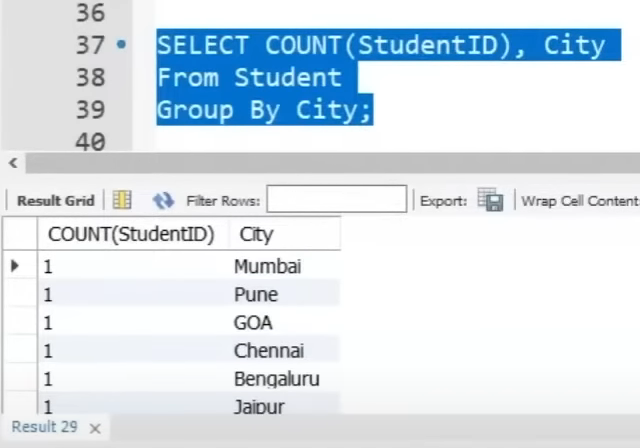 36
37 SELECT COUNT(StudentID), City
38 From Student
39 Group By City;
40
Result Grid Filter Rows: Export: Wrap Cell Content
COUNT(StudentID) City
1 Mumbai
1 Pune
1 GOA
1 Chennai
1 Bengaluru
1 Jaipur
Result 29 ×